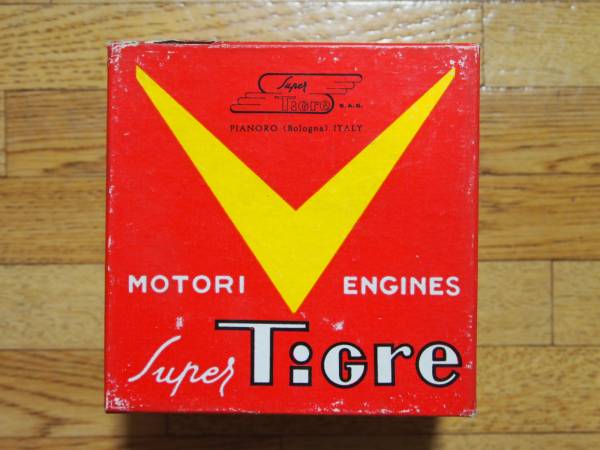 Super
TiGre S.A.S.
PIANORO (Bologna) ITALY
MOTORI ENGINES
Super TiGre